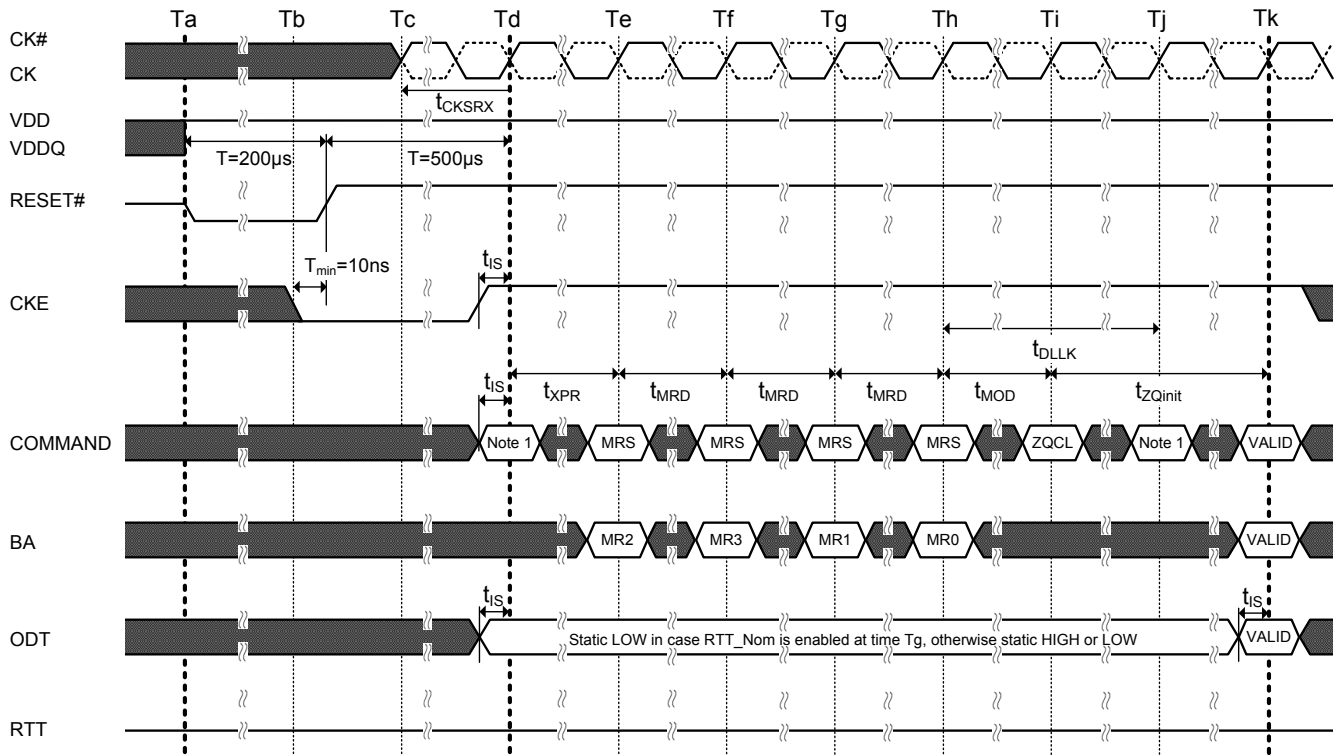 Ta Tb Tc Td Te Tf Tg Th Ti Tj Tk
CK#
CK
tCKSRX
VDD
VDDQ
T=200µs T=500µs
RESET#
Tmin=10ns tIS
CKE
tDLLK
tIS tXPR tMRD tMRD tMRD tMOD tZQinit
COMMAND Note 1 MRS MRS MRS MRS ZQCL Note 1 VALID
BA MR2 MR3 MR1 MR0 VALID
tIS tIS
ODT Static LOW in case RTT_Nom is enabled at time Tg, otherwise static HIGH or LOW VALID
RTT